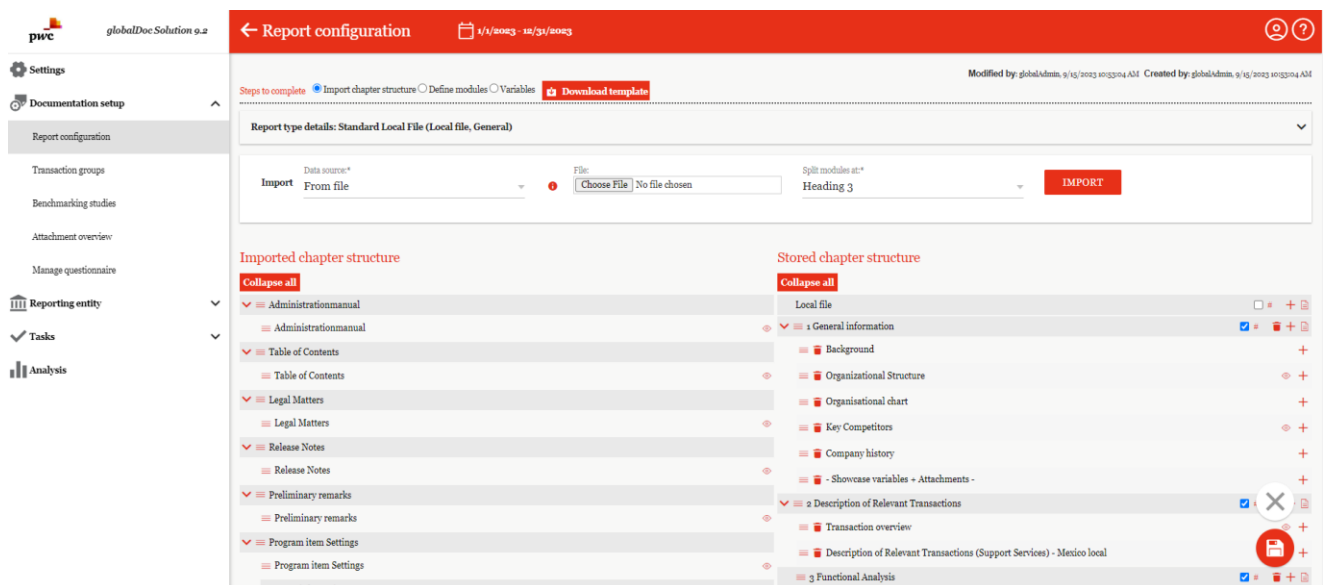 pwc
globalDoc Solution 9.2
Report configuration
1/1/2023 - 12/31/2023
?
Settings
Documentation setup
Report configuration
Transaction groups
Benchmarking studies
Attachment overview
Manage questionnaire
Reporting entity
Tasks
Analysis
Modified by: globalAdmin, 9/15/2023 10:53:04 AM Created by: globalAdmin, 9/15/2023 10:53:04 AM
Steps to complete Import chapter structure Define modules Variables Download template
Report type details: Standard Local File (Local file, General)
Import
Data source:*
From file
File:
Choose File No file chosen
Split modules at:*
Heading 3
IMPORT
Imported chapter structure
Collapse all
Administrationmanual
Administrationmanual
Table of Contents
Table of Contents
Legal Matters
Legal Matters
Release Notes
Release Notes
Preliminary remarks
Preliminary remarks
Program item Settings
Program item Settings
Stored chapter structure
Collapse all
Local file
1 General information
Background
Organizational Structure
Organisational chart
Key Competitors
Company history
- Showcase variables + Attachments -
2 Description of Relevant Transactions
Transaction overview
Description of Relevant Transactions (Support Services) - Mexico local
3 Functional Analysis